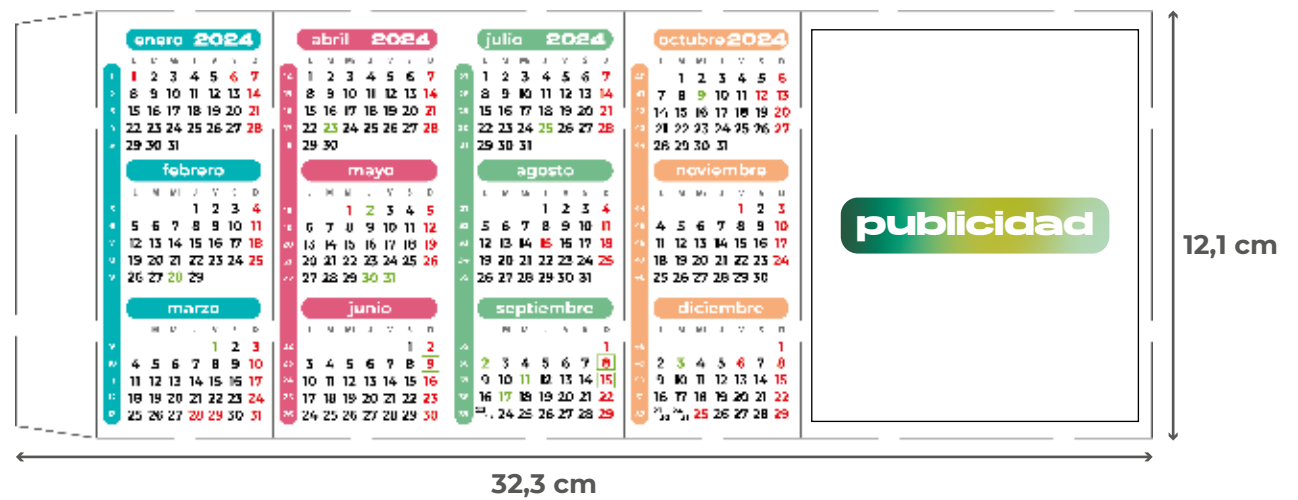 enero 2024
1 2 3 4 5 6 7
8 9 10 11 12 13 14
15 16 17 18 19 20 21
22 23 24 25 26 27 28
29 30 31
febrero
1 2 3 4
5 6 7 8 9 10 11
12 13 14 15 16 17 18
19 20 21 22 23 24 25
26 27 28 29
marzo
1 2 3
4 5 6 7 8 9 10
11 12 13 14 15 16 17
18 19 20 21 22 23 24
25 26 27 28 29 30 31
abril 2024
1 2 3 4 5 6 7
8 9 10 11 12 13 14
15 16 17 18 19 20 21
22 23 24 25 26 27 28
29 30
mayo
1 2 3 4 5
6 7 8 9 10 11 12
13 14 15 16 17 18 19
20 21 22 23 24 25 26
27 28 29 30 31
junio
1 2
3 4 5 6 7 8 9
10 11 12 13 14 15 16
17 18 19 20 21 22 23
24 25 26 27 28 29 30
julio 2024
1 2 3 4 5 6 7
8 9 10 11 12 13 14
15 16 17 18 19 20 21
22 23 24 25 26 27 28
29 30 31
agosto
1 2 3 4
5 6 7 8 9 10 11
12 13 14 15 16 17 18
19 20 21 22 23 24 25
26 27 28 29 30 31
septiembre
1
2 3 4 5 6 7 8
9 10 11 12 13 14 15
16 17 18 19 20 21 22
24 25 26 27 28 29
octubre 2024
1 2 3 4 5 6
7 8 9 10 11 12 13
14 15 16 17 18 19 20
21 22 23 24 25 26 27
28 29 30 31
noviembre
1 2 3
4 5 6 7 8 9 10
11 12 13 14 15 16 17
18 19 20 21 22 23 24
25 26 27 28 29 30
diciembre
1
2 3 4 5 6 7 8
9 10 11 12 13 14 15
16 17 18 19 20 21 22
25 26 27 28 29
publicidad
12,1 cm
32,3 cm